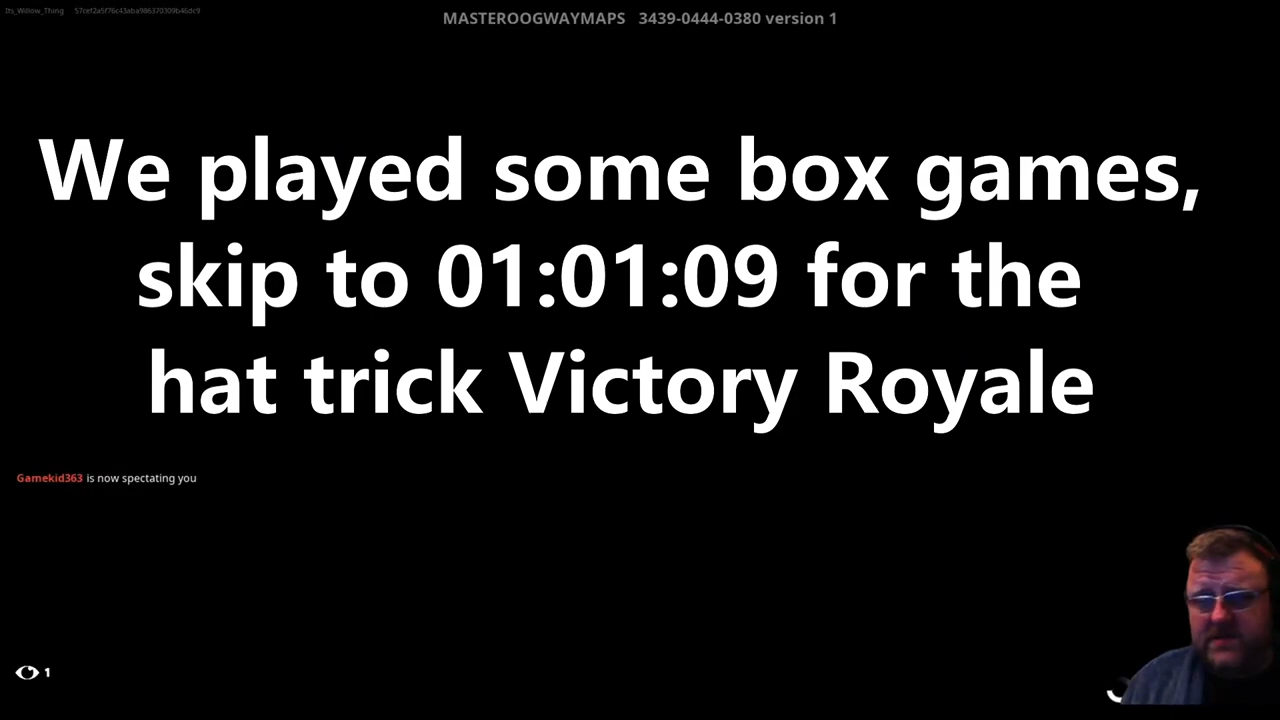 Its_Willow_Thing
MASTEROOGWAYMAPS 3439-0444-0380 version 1
We played some box games,
skip to 01:01:09 for the
hat trick Victory Royale
Gamekid363 is now spectating you
1